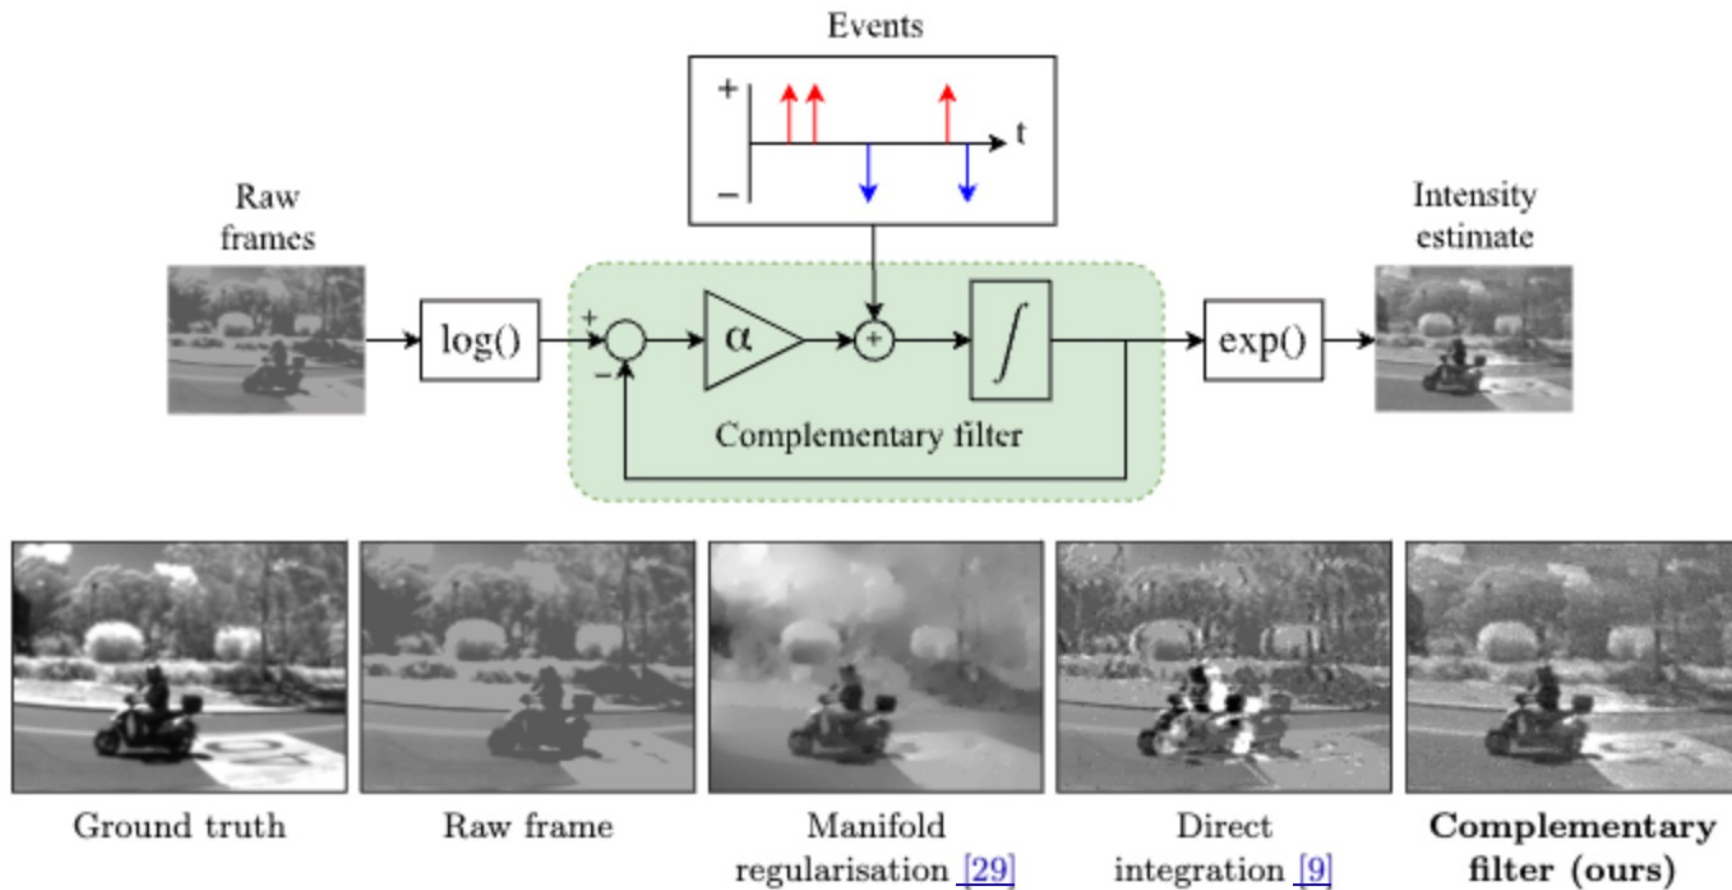 Events
+
t
−
Raw
frames
Intensity
estimate
log()
+
−
α
+
∫
exp()
Complementary filter
Ground truth
Raw frame
Manifold
regularisation [29]
Direct
integration [9]
Complementary
filter (ours)